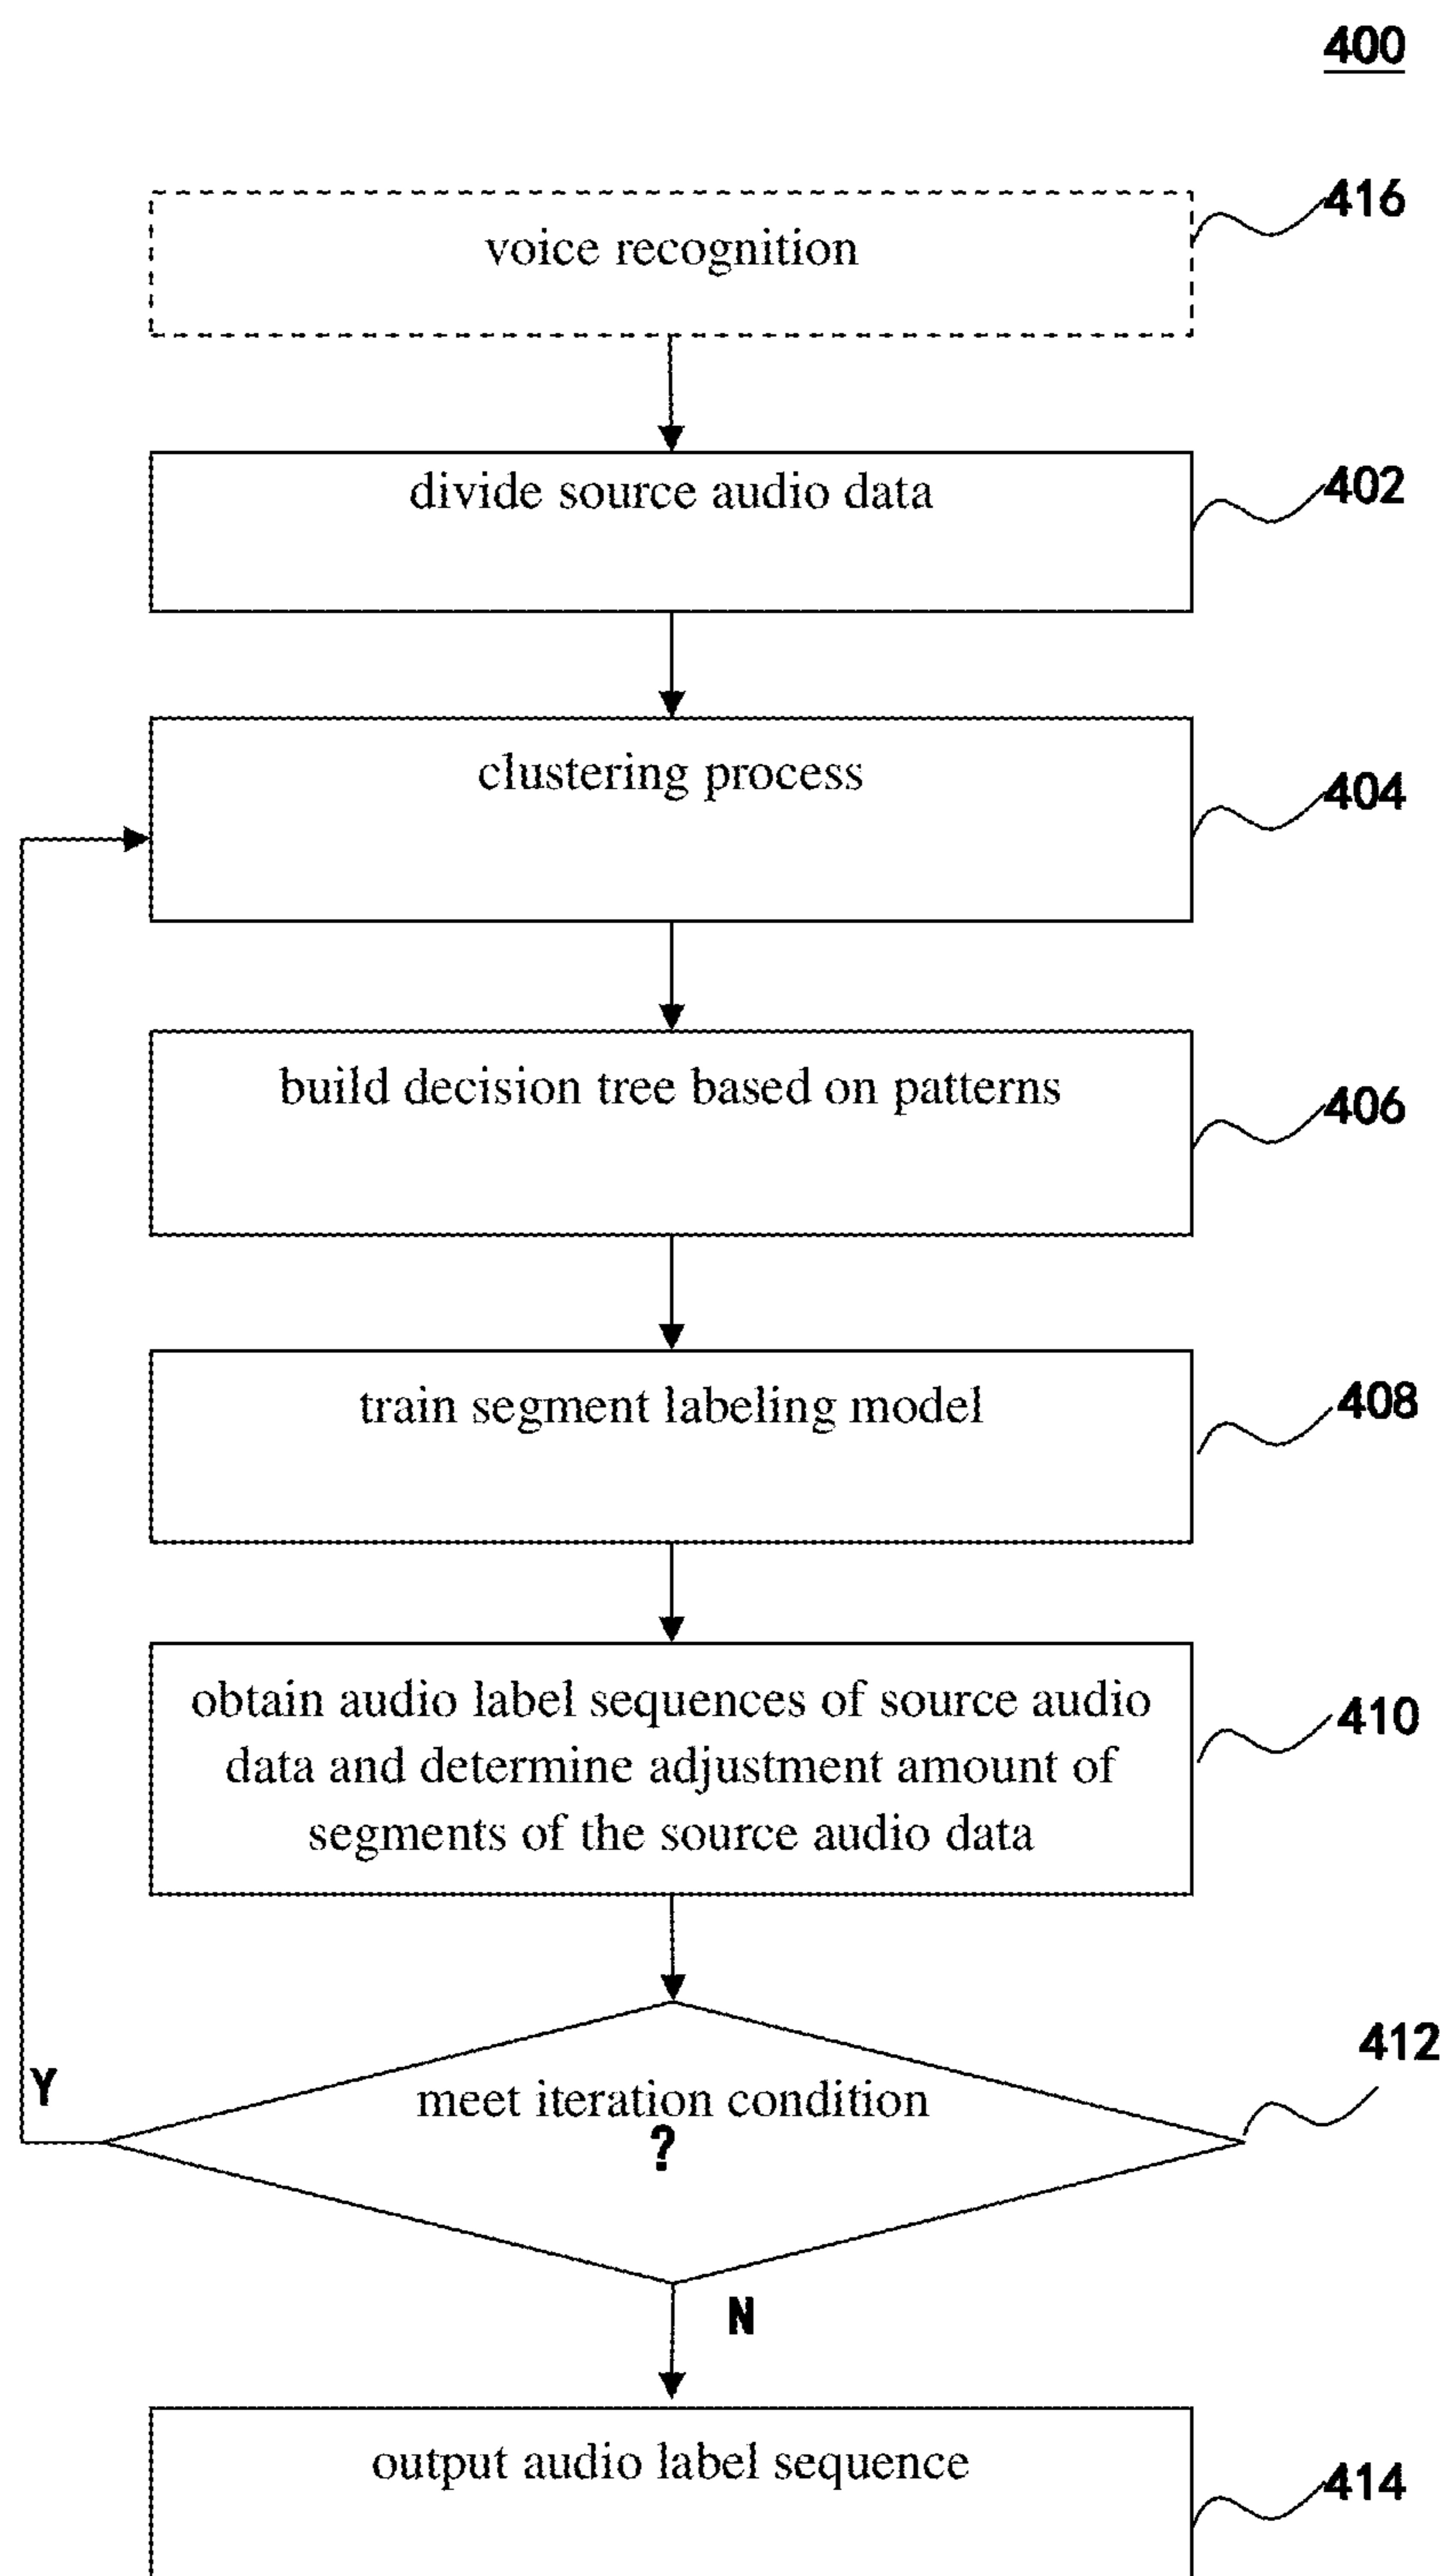 400
voice recognition
416
divide source audio data
402
clustering process
404
build decision tree based on patterns
406
train segment labeling model
408
obtain audio label sequences of source audio
data and determine adjustment amount of
segments of the source audio data
410
412
Y
meet iteration condition
?
N
output audio label sequence
414